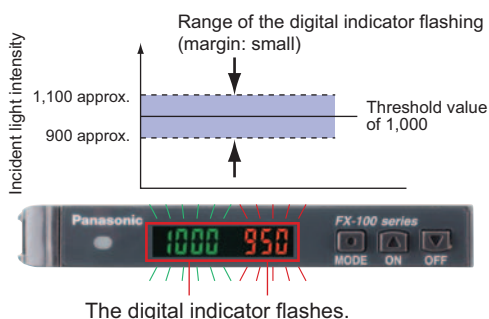 Range of the digital indicator flashing
(margin: small)
Incident light intensity
1,100 approx.
900 approx.
Threshold value
of 1,000
Panasonic
1000 950
FX-100 series
MODE ON OFF
The digital indicator flashes.